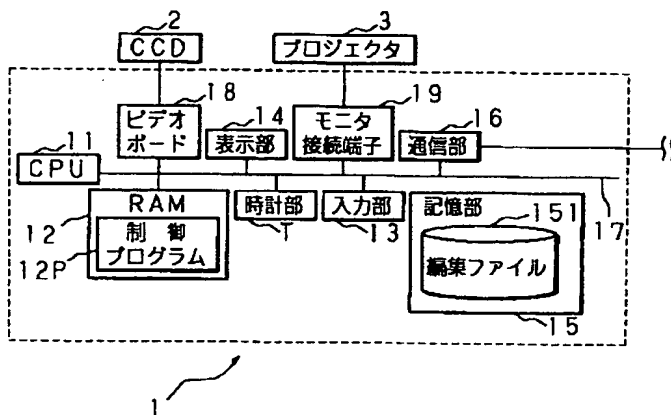 2
3
CCD
プロジェクタ
18
14
19
16
11
ビデオ
ボード
表示部
モニタ
接続端子
通信部
CPU
RAM
時計部
入力部
記憶部
12
制 御
プログラム
T
13
151
17
12P
編集ファイル
15
1